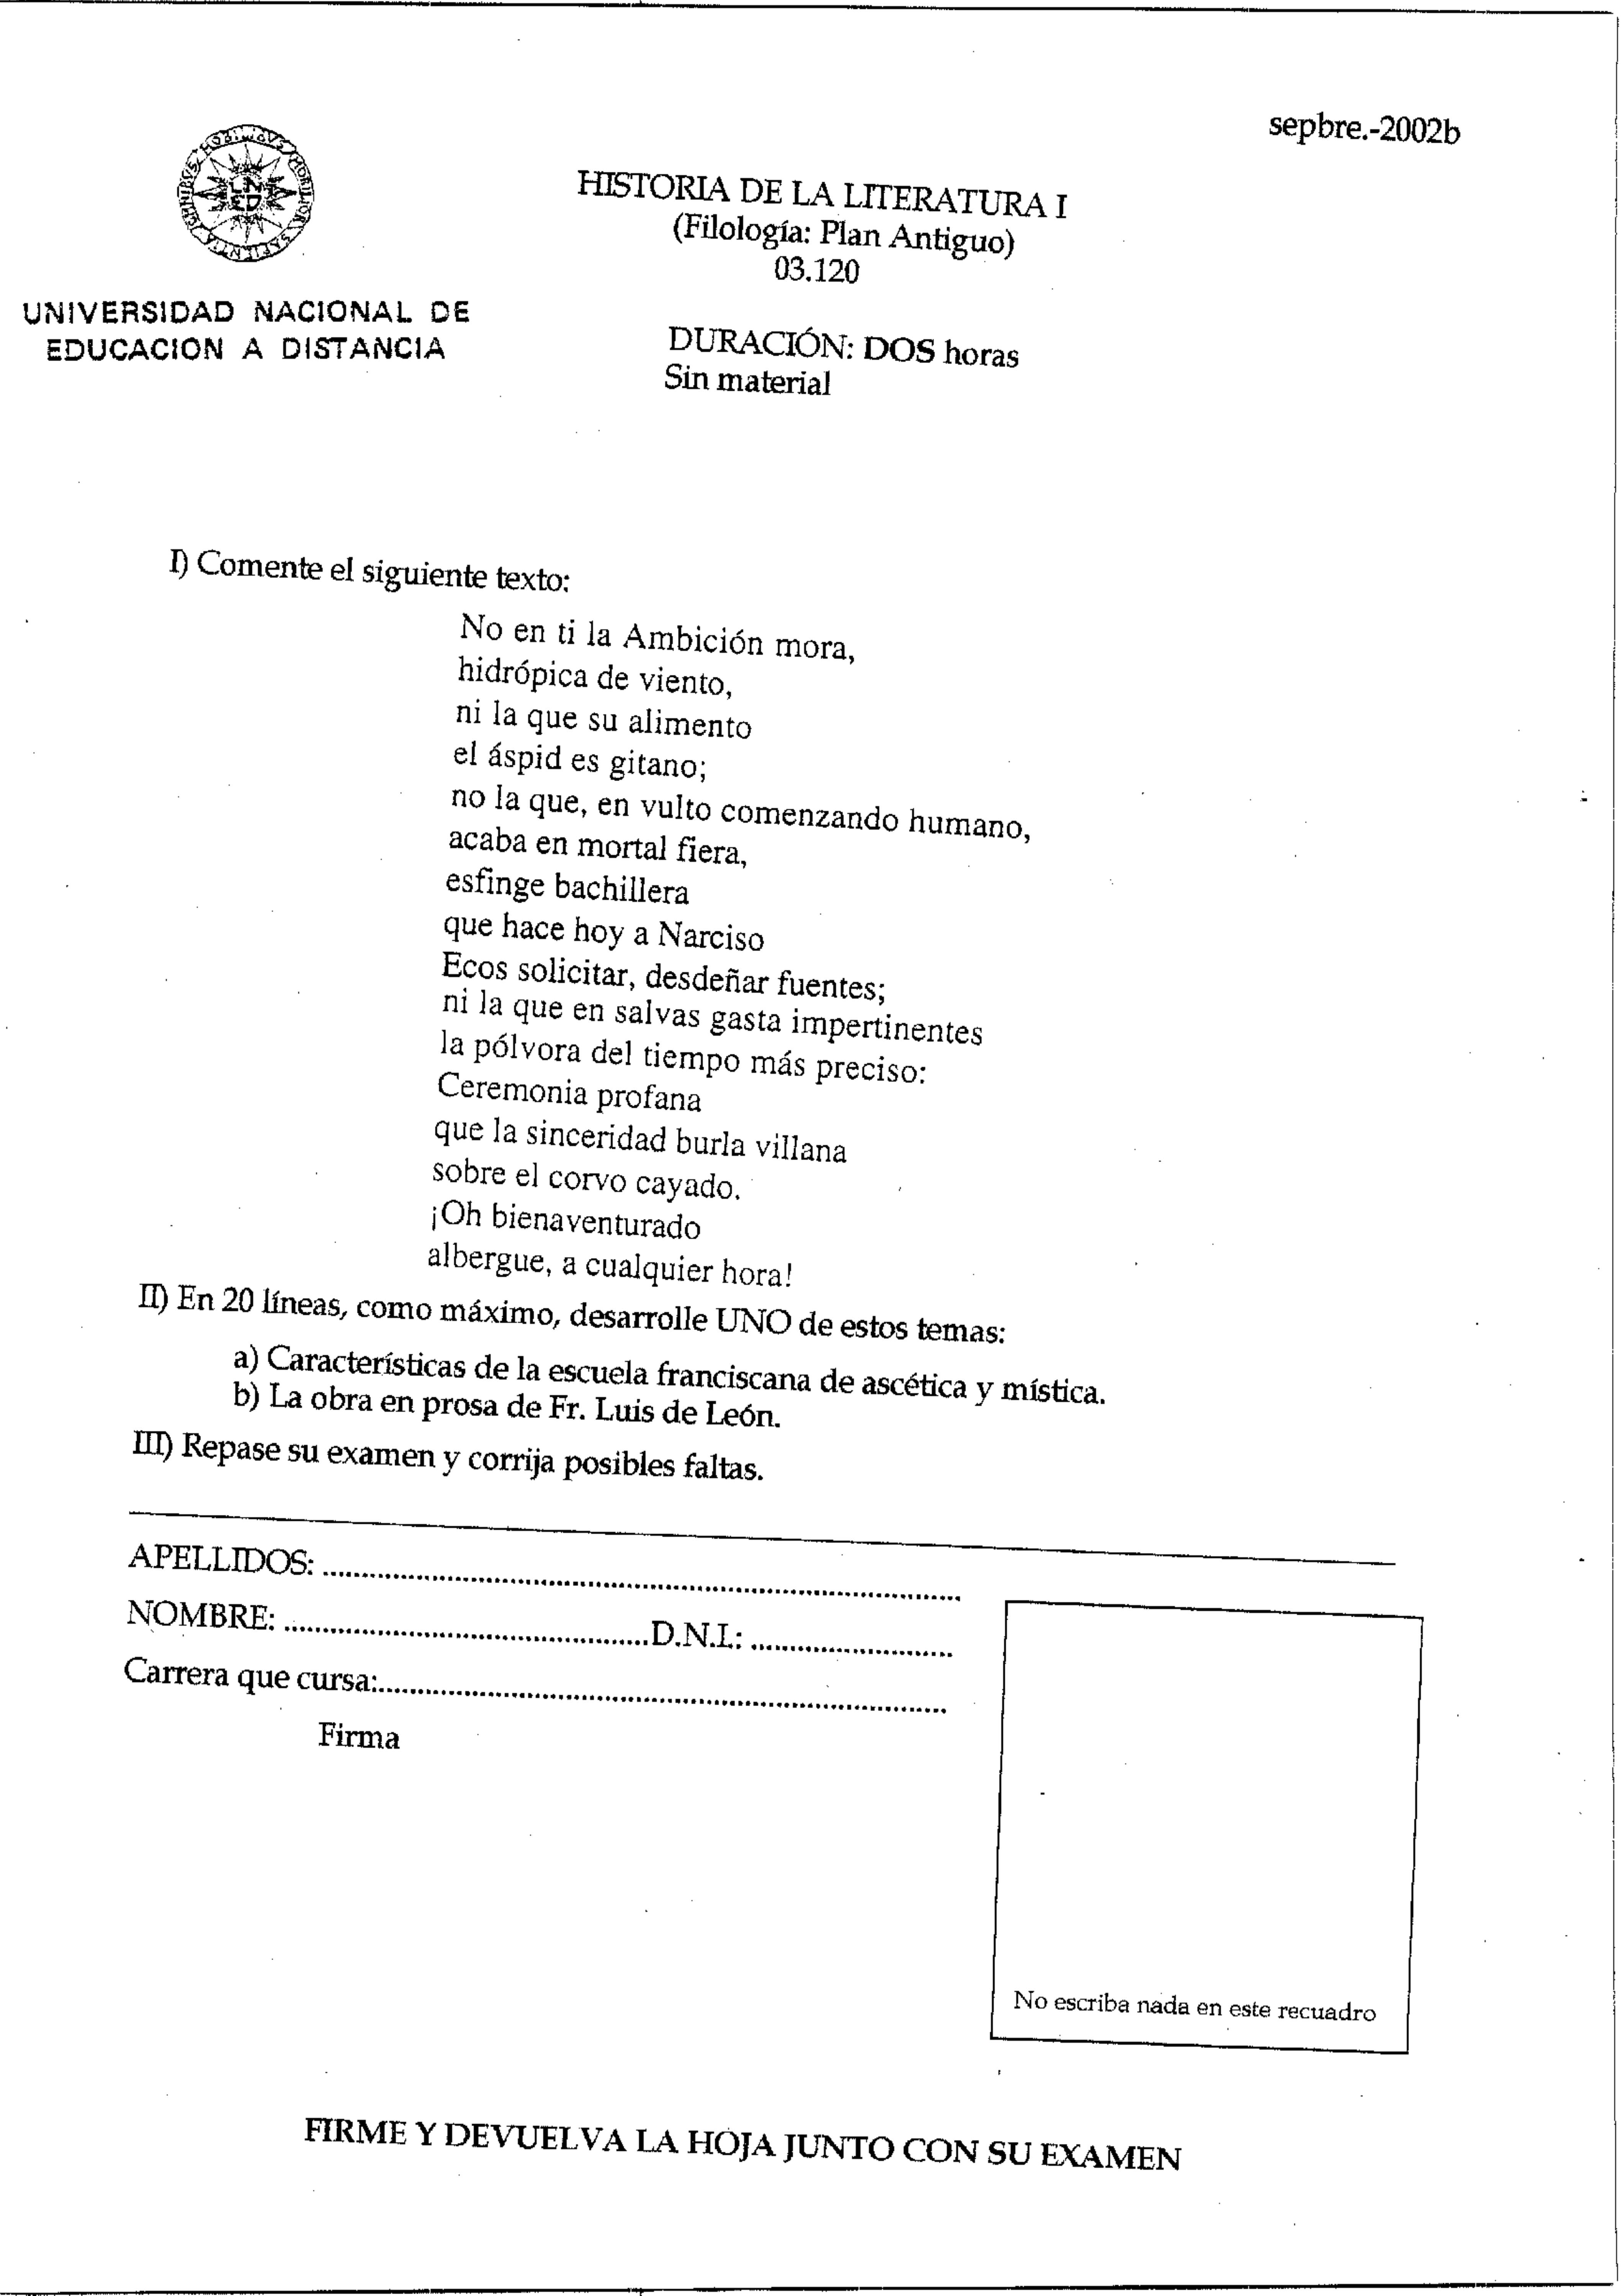 sepbre.-2002b
HISTORIA DE LA LITERATURA I
(Filología: Plan Antiguo)
03.120
UNIVERSIDAD NACIONAL DE
EDUCACION A DISTANCIA
DURACIÓN: DOS horas
Sin material
I) Comente el siguiente texto:
No en ti la Ambición mora,
hidrópica de viento,
ni la que su alimento
el áspid es gitano;
no la que, en vulto comenzando humano,
acaba en mortal fiera,
esfinge bachillera
que hace hoy a Narciso
Ecos solicitar, desdeñar fuentes;
ni la que en salvas gasta impertinentes
la pólvora del tiempo más preciso:
Ceremonia profana
que la sinceridad burla villana
sobre el corvo cayado.
¡Oh bienaventurado
albergue, a cualquier hora!
II) En 20 líneas, como máximo, desarrolle UNO de estos temas:
a) Características de la escuela franciscana de ascética y mística.
b) La obra en prosa de Fr. Luis de León.
III) Repase su examen y corrija posibles faltas.
APELLIDOS: ................................................................
NOMBRE: ................................................D.N.I.: ...........................
Carrera que cursa:...........................................................................
Firma
No escriba nada en este recuadro
FIRME Y DEVUELVA LA HOJA JUNTO CON SU EXAMEN